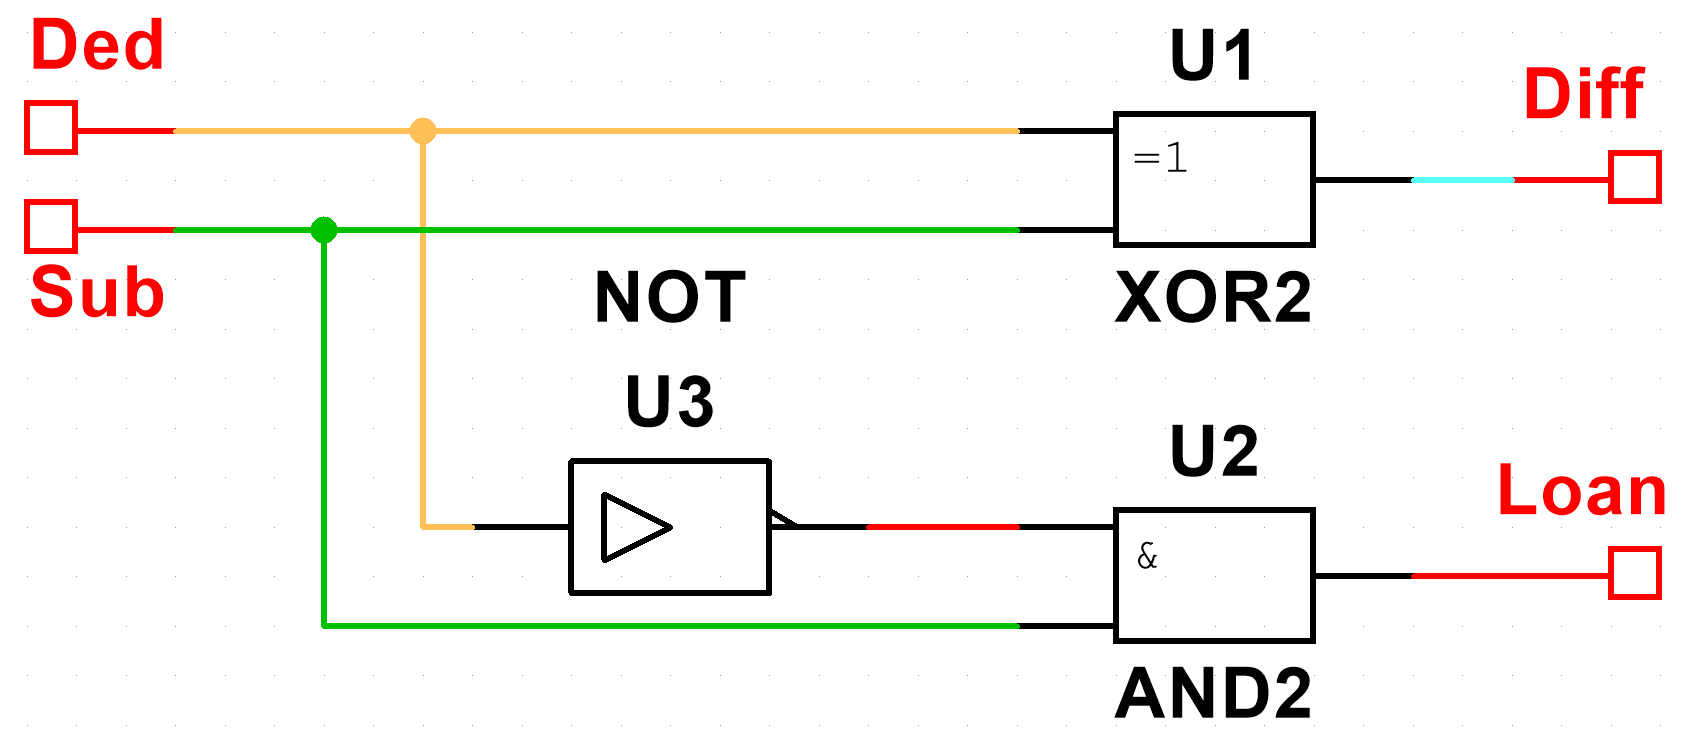 Ded
U1
Diff
=1
Sub
NOT
XOR2
U3
U2
Loan
&
AND2